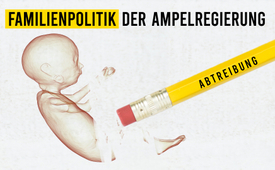 FAMILIENPOLITIK DER AMPELREGIERUNG
ABTREIBUNG